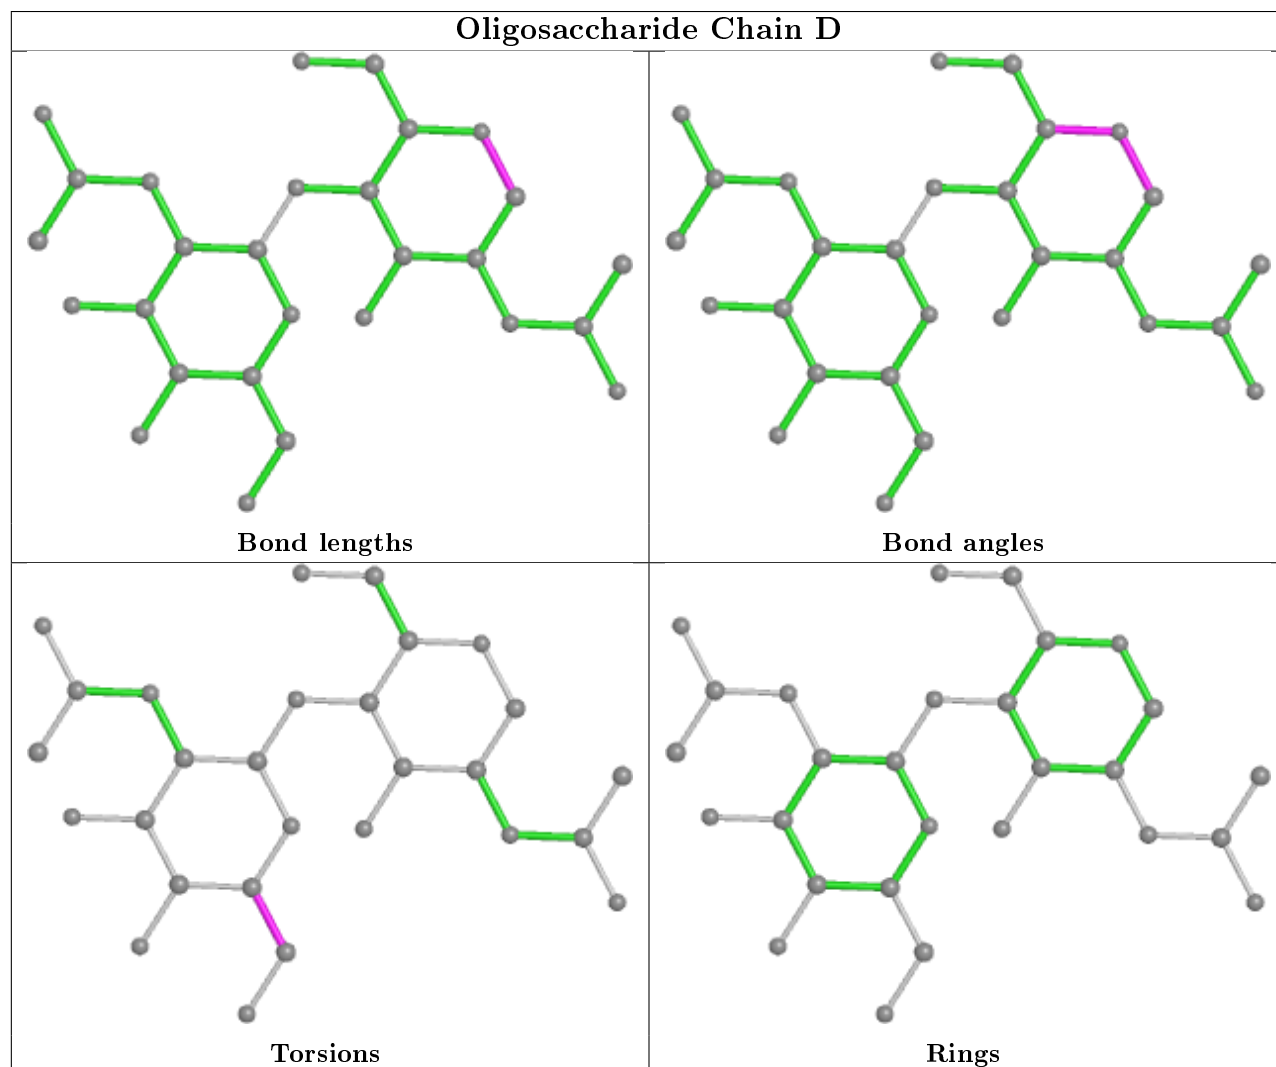 Oligosaccharide Chain D
Bond lengths
Bond angles
Torsions
Rings